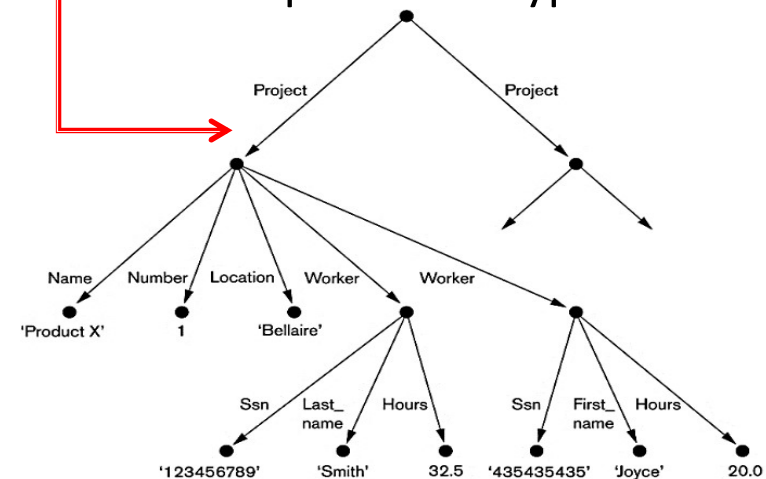 Project Project
Name Number Location Worker Worker
'Product X' 1 'Bellaire'
Ssn Last_ Hours Ssn First_ Hours
name name
'123456789' 'Smith' 32.5 '435435435' 'Joyce' 20.0